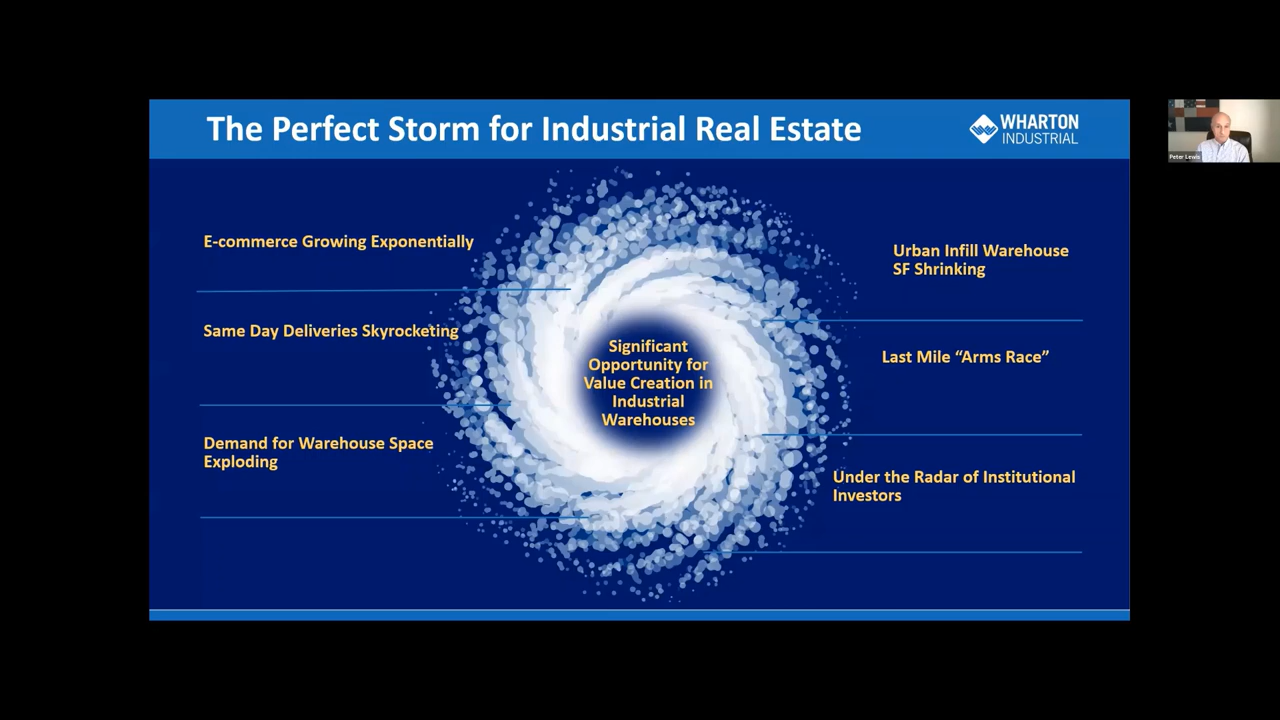 The Perfect Storm for Industrial Real Estate
WHARTON
INDUSTRIAL
Peter Lewis
E-commerce Growing Exponentially
Same Day Deliveries Skyrocketing
Demand for Warehouse Space
Exploding
Significant
Opportunity for
Value Creation in
Industrial
Warehouses
Urban Infill Warehouse
SF Shrinking
Last Mile “Arms Race”
Under the Radar of Institutional
Investors